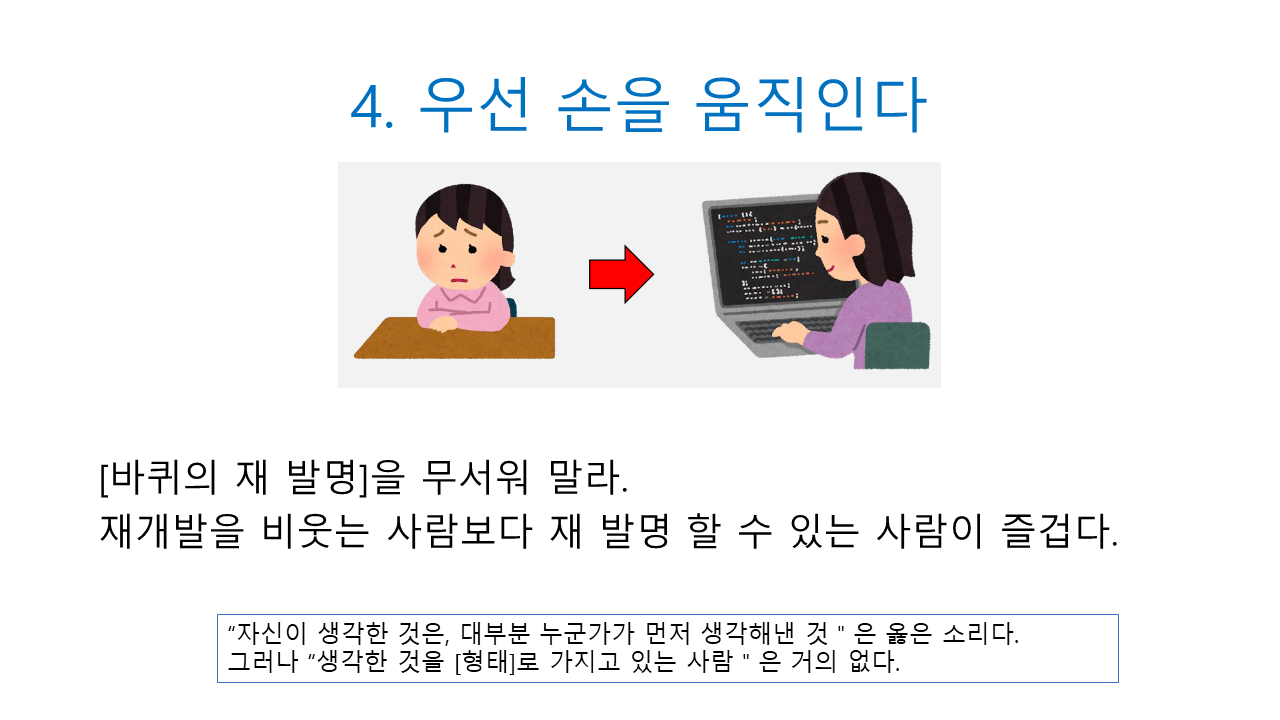 4. 우선 손을 움직인다
[바퀴의 재 발명]을 무서워 말라.
재개발을 비웃는 사람보다 재 발명 할 수 있는 사람이 즐겁다.
“자신이 생각한 것은, 대부분 누군가가 먼저 생각해낸 것 " 은 옳은 소리다.
그러나 “생각한 것을 [형태]로 가지고 있는 사람 " 은 거의 없다.